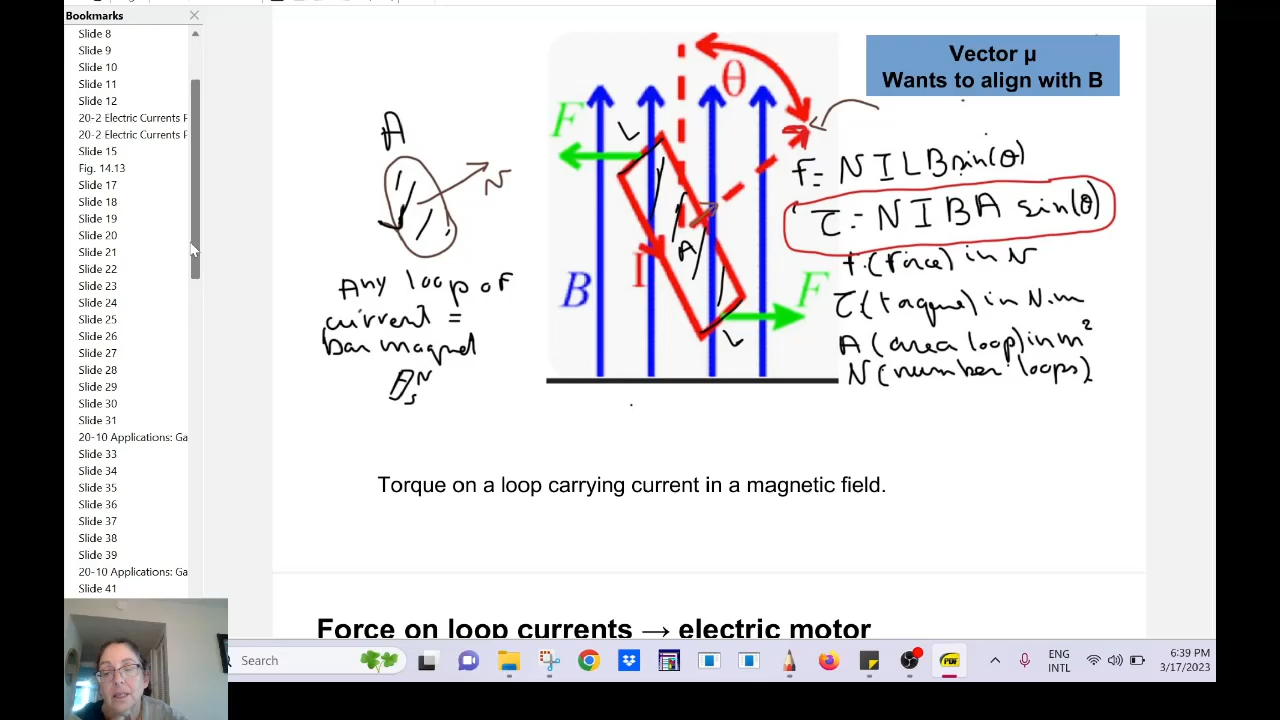 Bookmarks
Slide 8
Slide 9
Slide 10
Slide 11
Slide 12
20-2 Electric Currents F
20-2 Electric Currents F
Slide 15
Fig. 14.13
Slide 17
Slide 18
Slide 19
Slide 20
Slide 21
Slide 22
Slide 23
Slide 24
Slide 25
Slide 26
Slide 27
Slide 28
Slide 29
Slide 30
Slide 31
20-10 Applications: Ga
Slide 33
Slide 34
Slide 35
Slide 36
Slide 37
Slide 38
Slide 39
20-10 Applications: Ga
Slide 41
A
N
Any loop of
current =
bar magnet
N
S
F
L
θ
A
I
B
F
L
Vector μ
Wants to align with B
F = N I L B sin(θ)
τ = N I B A sin(θ)
F (force) in N
τ (torque) in N.m
A (area loop) in m²
N (number loops)
Torque on a loop carrying current in a magnetic field.
Force on loop currents → electric motor
Search
PDF
ENG
INTL
6:39 PM
3/17/2023